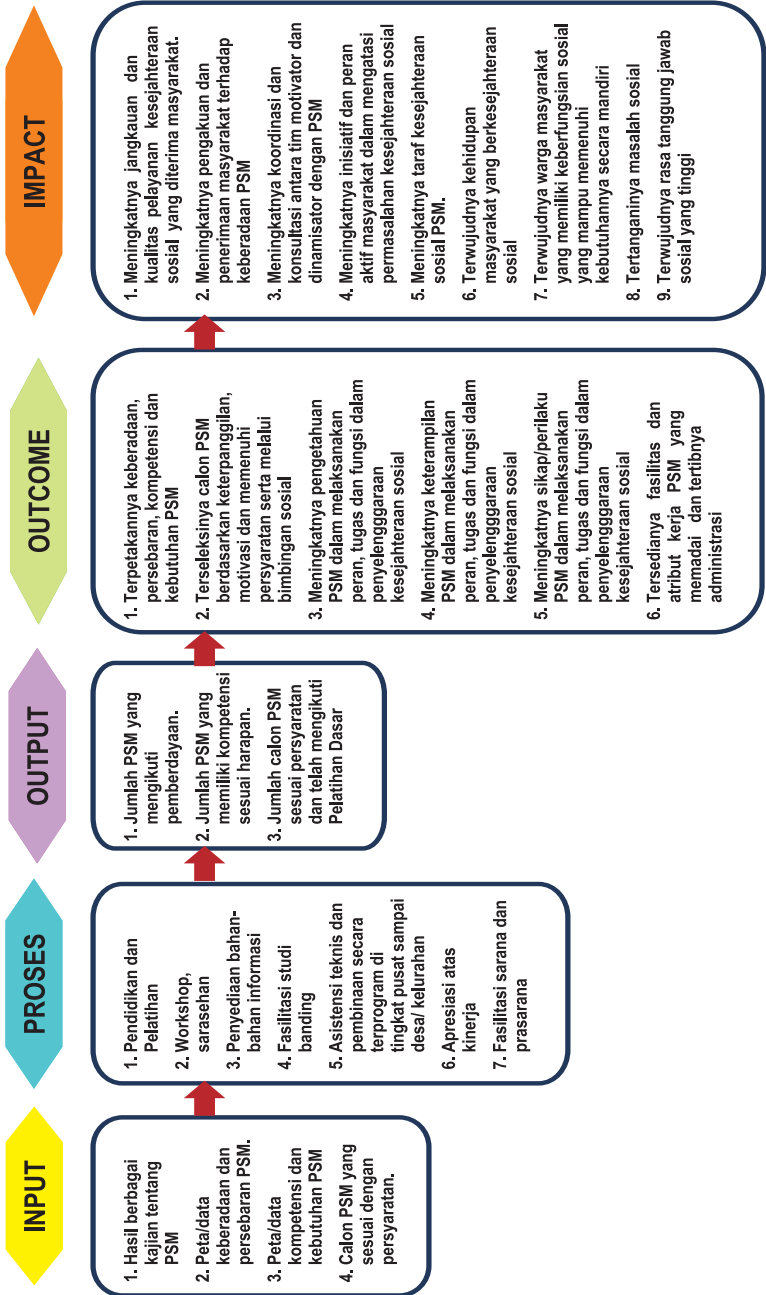 INPUT
1. Hasil berbagai
kajian tentang
PSM
2. Peta/data
keberadaan dan
persebaran PSM.
3. Peta/data
kompetensi dan
kebutuhan PSM
4. Calon PSM yang
sesuai dengan
persyaratan.
PROSES
1. Pendidikan dan
Pelatihan
2. Workshop,
sarasehan
3. Penyediaan bahan-
bahan informasi
4. Fasilitasi studi
banding
5. Asistensi teknis dan
pembinaan secara
terprogram di
tingkat pusat sampai
desa/ kelurahan
6. Apresiasi atas
kinerja
7. Fasilitasi sarana dan
prasarana
OUTPUT
1. Jumlah PSM yang
mengikuti
pemberdayaan.
2. Jumlah PSM yang
memiliki kompetensi
sesuai harapan.
3. Jumlah calon PSM
sesuai persyaratan
dan telah mengikuti
Pelatihan Dasar
OUTCOME
1. Terpetakannya keberadaan,
persebaran, kompetensi dan
kebutuhan PSM
2. Terseleksinya calon PSM
berdasarkan keterpanggilan,
motivasi dan memenuhi
persyaratan serta melalui
bimbingan sosial
3. Meningkatnya pengetahuan
PSM dalam melaksanakan
peran, tugas dan fungsi dalam
penyelengggaraan
kesejahteraan sosial
4. Meningkatnya keterampilan
PSM dalam melaksanakan
peran, tugas dan fungsi dalam
penyelengggaraan
kesejahteraan sosial
5. Meningkatnya sikap/perilaku
PSM dalam melaksanakan
peran, tugas dan fungsi dalam
penyelengggaraan
kesejahteraan sosial
6. Tersedianya fasilitas dan
atribut kerja PSM yang
memadai dan tertibnya
administrasi
IMPACT
1. Meningkatnya jangkauan dan
kualitas pelayanan kesejahteraan
sosial yang diterima masyarakat.
2. Meningkatnya pengakuan dan
penerimaan masyarakat terhadap
keberadaan PSM
3. Meningkatnya koordinasi dan
konsultasi antara tim motivator dan
dinamisator dengan PSM
4. Meningkatnya inisiatif dan peran
aktif masyarakat dalam mengatasi
permasalahan kesejahteraan sosial
5. Meningkatnya taraf kesejahteraan
sosial PSM.
6. Terwujudnya kehidupan
masyarakat yang berkesejahteraan
sosial
7. Terwujudnya warga masyarakat
yang memiliki keberfungsian sosial
yang mampu memenuhi
kebutuhannya secara mandiri
8. Tertanganinya masalah sosial
9. Terwujudnya rasa tanggung jawab
sosial yang tinggi